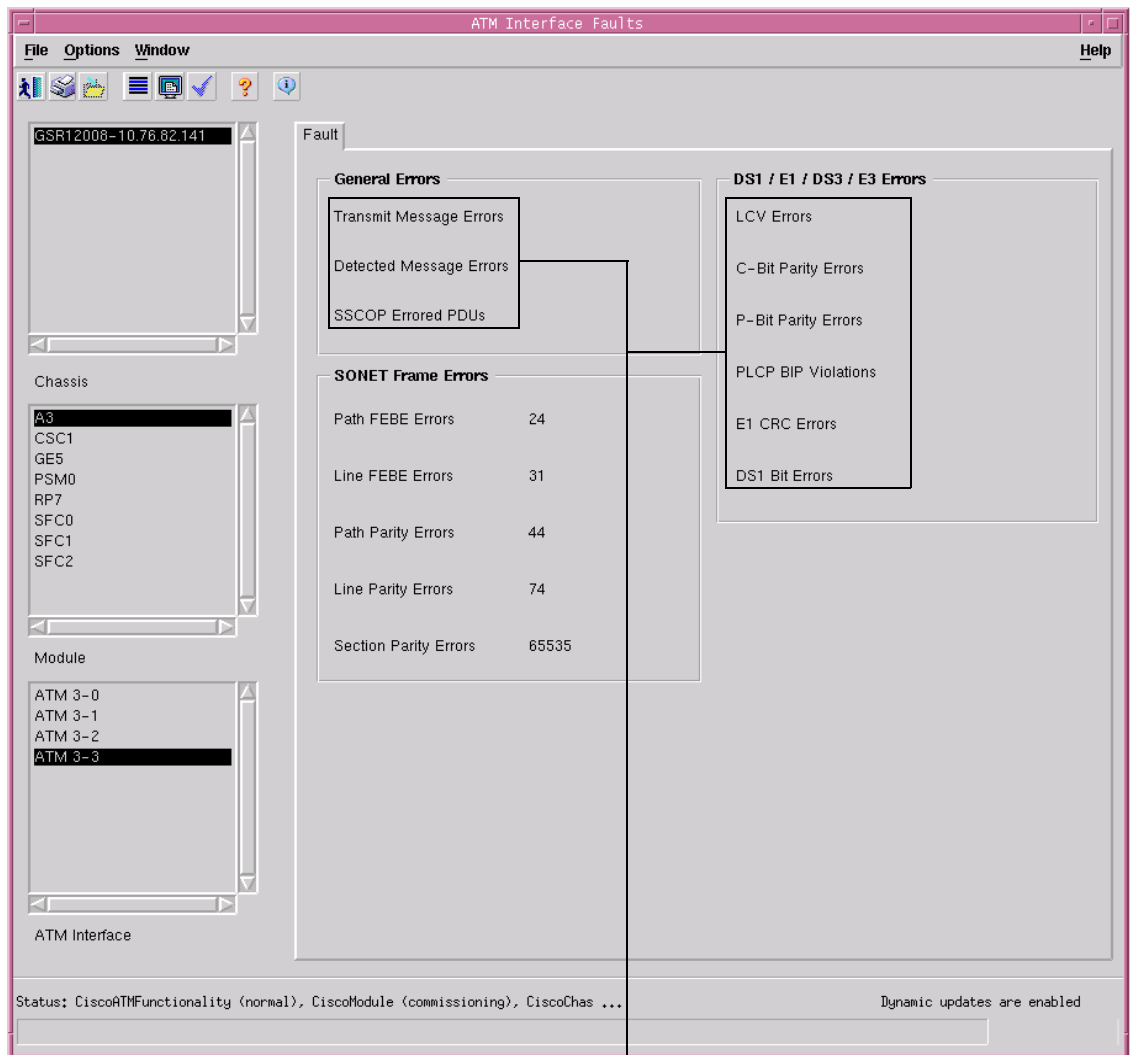 ATM Interface Faults
File Options Window Help
GSR12008-10.76.82.141
Chassis
A3
CSC1
GE5
PSM0
RP7
SFC0
SFC1
SFC2
Module
ATM 3-0
ATM 3-1
ATM 3-2
ATM 3-3
ATM Interface
Fault
General Errors
Transmit Message Errors
Detected Message Errors
SSCOP Errored PDUs
SONET Frame Errors
Path FEBE Errors 24
Line FEBE Errors 31
Path Parity Errors 44
Line Parity Errors 74
Section Parity Errors 65535
DS1 / E1 / DS3 / E3 Errors
LCV Errors
C-Bit Parity Errors
P-Bit Parity Errors
PLCP BIP Violations
E1 CRC Errors
DS1 Bit Errors
Status: CiscoATMFunctionality (normal), CiscoModule (commissioning), CiscoChas ... Dynamic updates are enabled